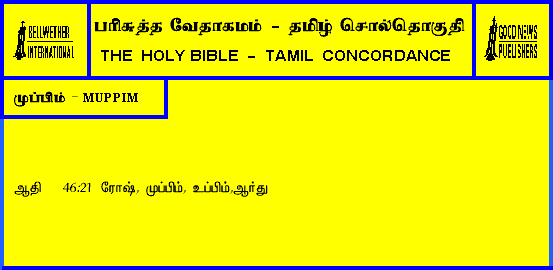 BELLWETHER
INTERNATIONAL
பரிசுத்த வேதாகமம் - தமிழ் சொல்தொகுதி
THE HOLY BIBLE - TAMIL CONCORDANCE
GOOD NEWS
PUBLISHERS
முப்பிம் - MUPPIM
ஆதி 46:21 ரோஷ், முப்பிம், உப்பிம்,ஆர்து